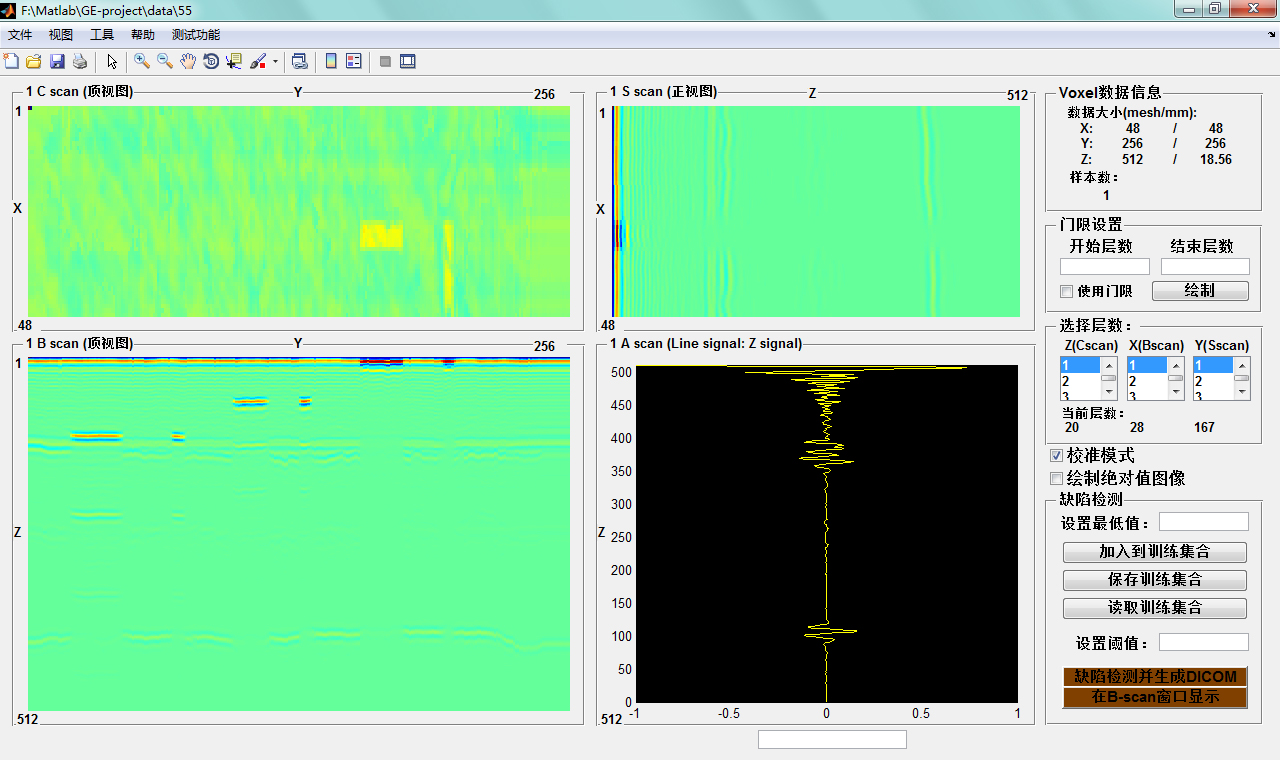 F:\Matlab\GE-project\data\55
文件 视图 工具 帮助 测试功能
1 C scan (顶视图) Y 256
1
X
48
1 S scan (正视图) Z 512
1
X
48
1 B scan (顶视图) Y 256
1
Z
512
1 A scan (Line signal: Z signal)
500
450
400
350
300
Z 250
200
150
100
50
0
512 -1 -0.5 0 0.5 1
Voxel数据信息
数据大小(mesh/mm):
X: 48 / 48
Y: 256 / 256
Z: 512 / 18.56
样本数:
1
门限设置
开始层数 结束层数
使用门限 绘制
选择层数:
Z(Cscan) X(Bscan) Y(Sscan)
1 1 1
2 2 2
3 3 3
当前层数:
20 28 167
校准模式
绘制绝对值图像
缺陷检测
设置最低值:
加入到训练集合
保存训练集合
读取训练集合
设置阈值:
缺陷检测并生成DICOM
在B-scan窗口显示